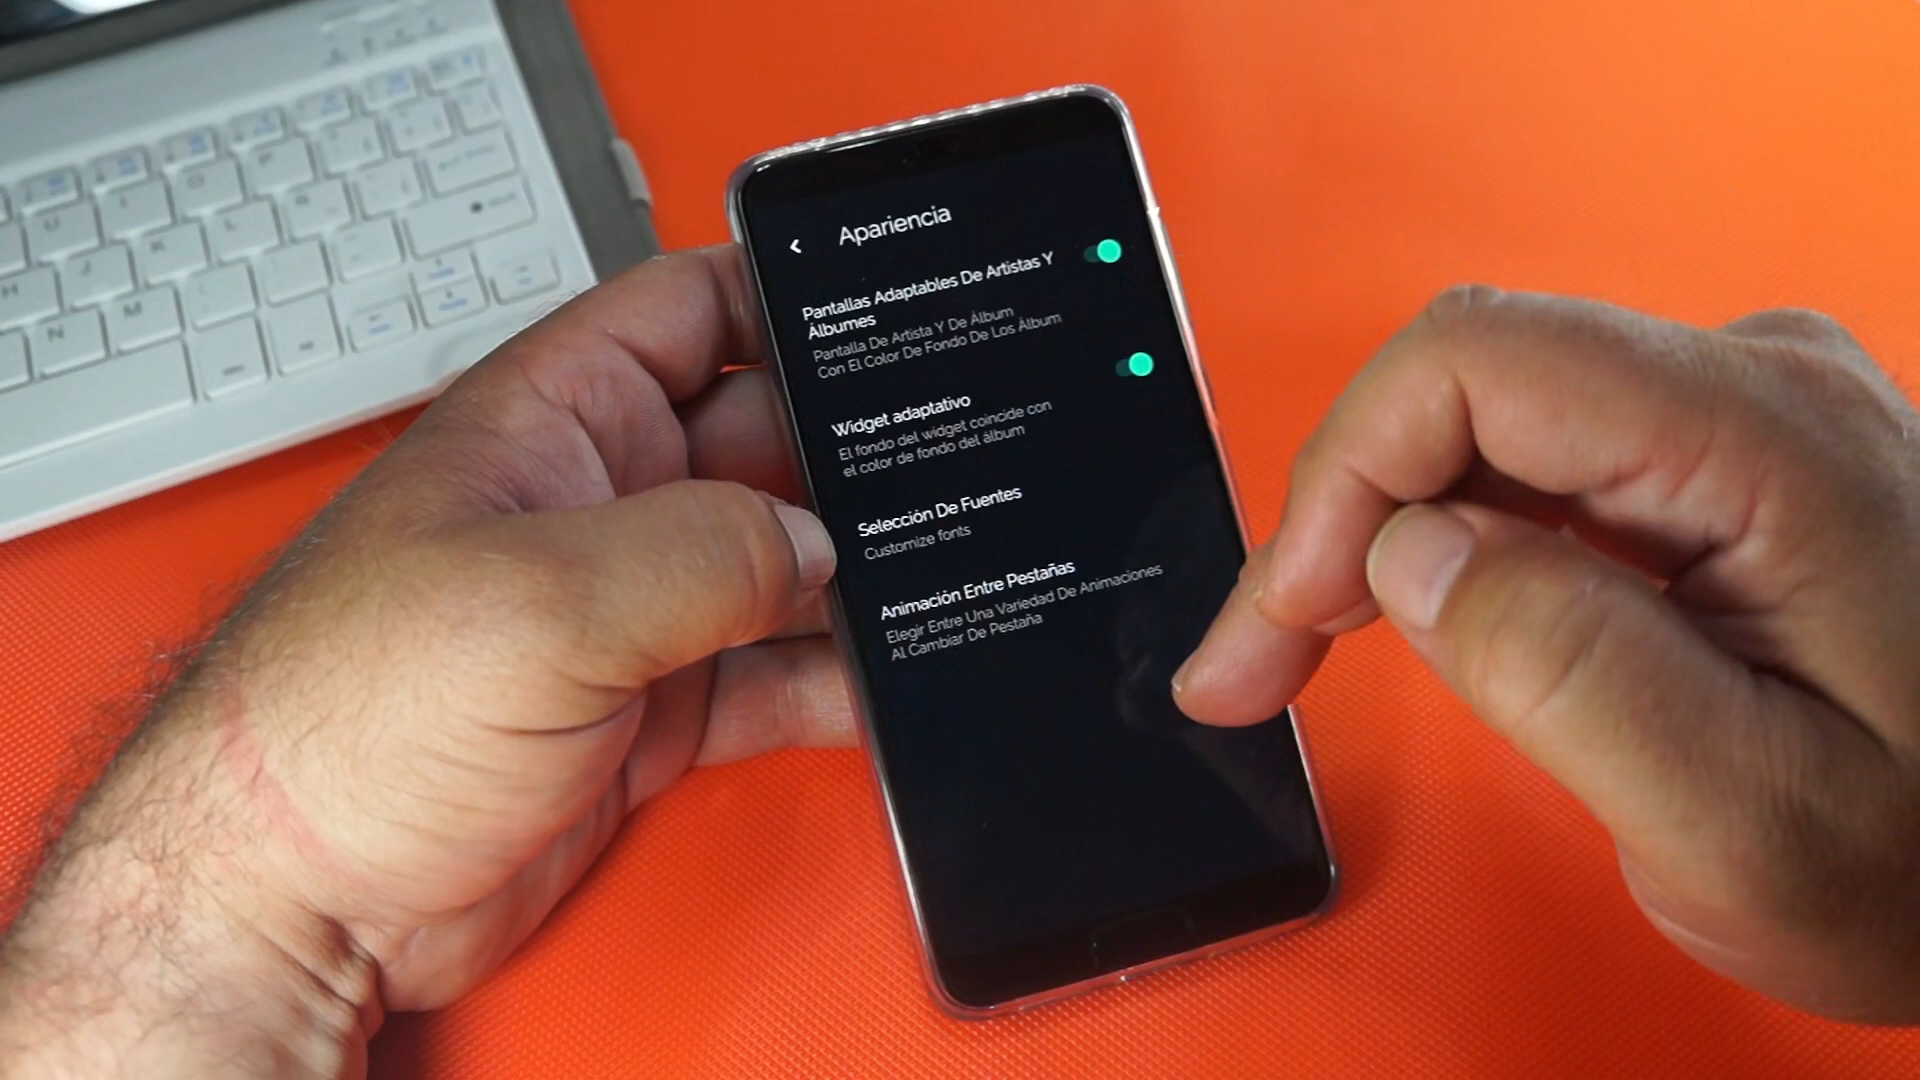 Apariencia
Pantallas Adaptables De Artistas Y
Álbumes
Pantalla De Artista Y De Álbum
Con El Color De Fondo De Los Álbum
Widget adaptativo
El fondo del widget coincide con
el color de fondo del álbum
Selección De Fuentes
Customize fonts
Animación Entre Pestañas
Elegir Entre Una Variedad De Animaciones
Al Cambiar De Pestaña
U
I
O
P
J
K
L
H
N
M